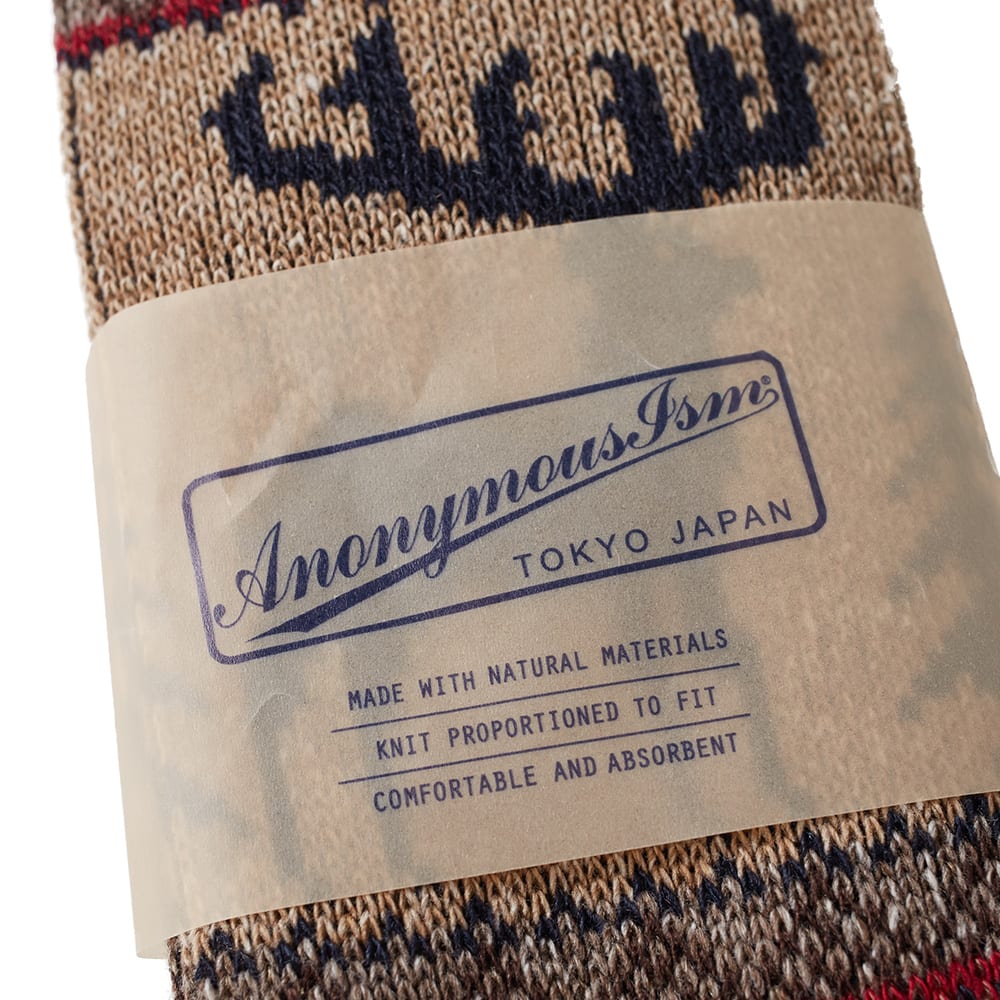 AnonymousIsm®
TOKYO JAPAN
MADE WITH NATURAL MATERIALS
KNIT PROPORTIONED TO FIT
COMFORTABLE AND ABSORBENT